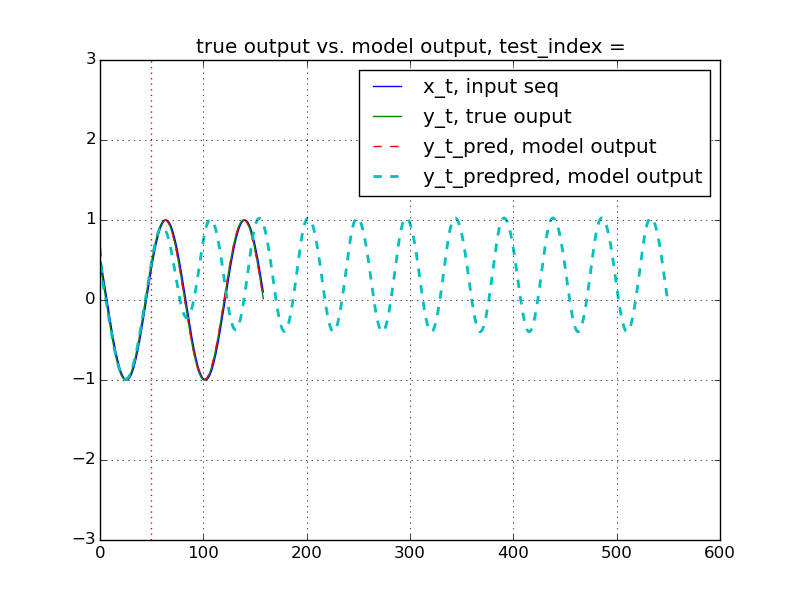 true output vs. model output, test_index =
x_t, input seq
y_t, true ouput
y_t_pred, model output
y_t_predpred, model output
3
2
1
0
−1
−2
−3
0 100 200 300 400 500 600